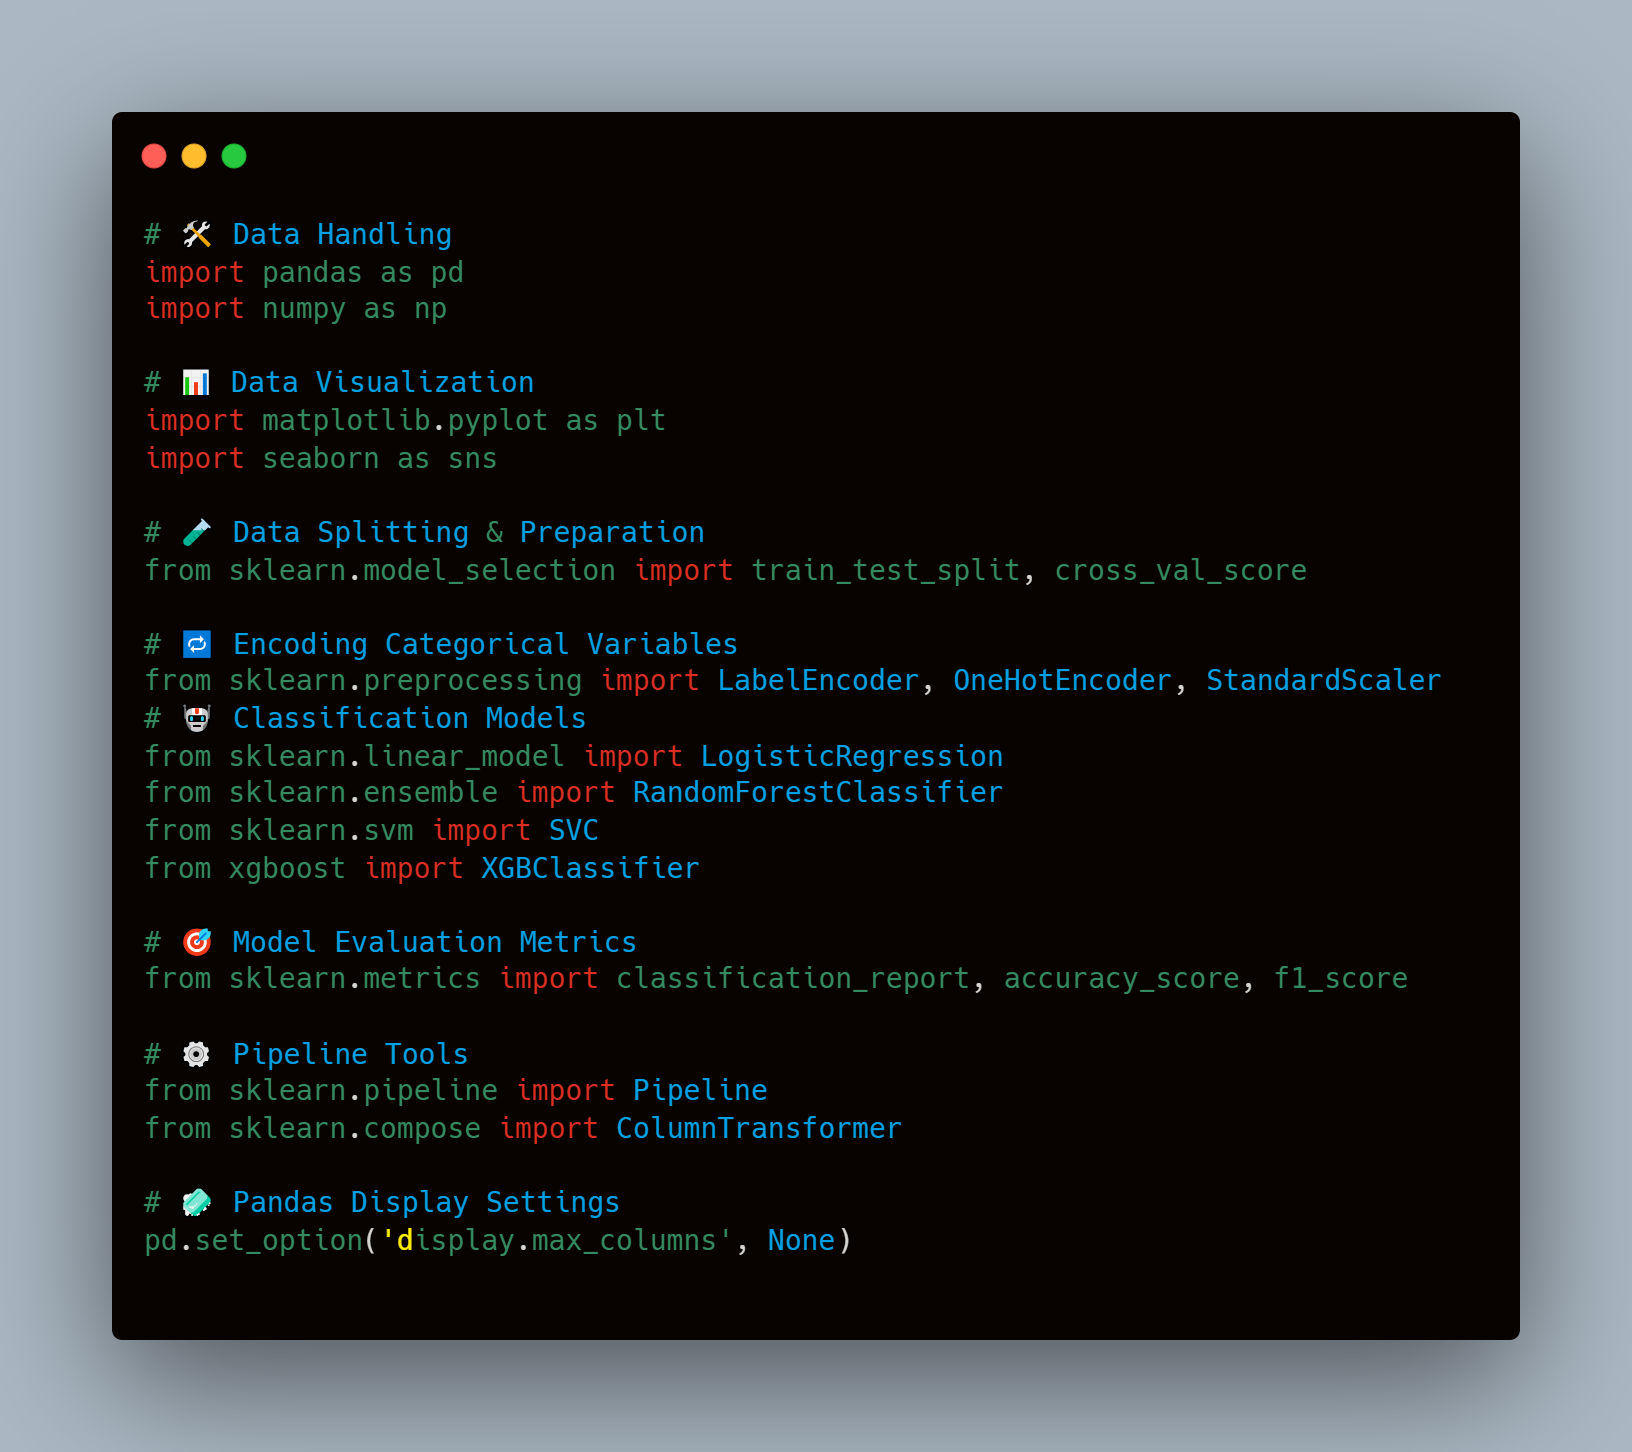 # 🛠 Data Handling
import pandas as pd
import numpy as np

# 📊 Data Visualization
import matplotlib.pyplot as plt
import seaborn as sns

# 🧪 Data Splitting & Preparation
from sklearn.model_selection import train_test_split, cross_val_score

# 🔁 Encoding Categorical Variables
from sklearn.preprocessing import LabelEncoder, OneHotEncoder, StandardScaler
# 🤖 Classification Models
from sklearn.linear_model import LogisticRegression
from sklearn.ensemble import RandomForestClassifier
from sklearn.svm import SVC
from xgboost import XGBClassifier

# 🎯 Model Evaluation Metrics
from sklearn.metrics import classification_report, accuracy_score, f1_score

# ⚙ Pipeline Tools
from sklearn.pipeline import Pipeline
from sklearn.compose import ColumnTransformer

# 🧼 Pandas Display Settings
pd.set_option('display.max_columns', None)